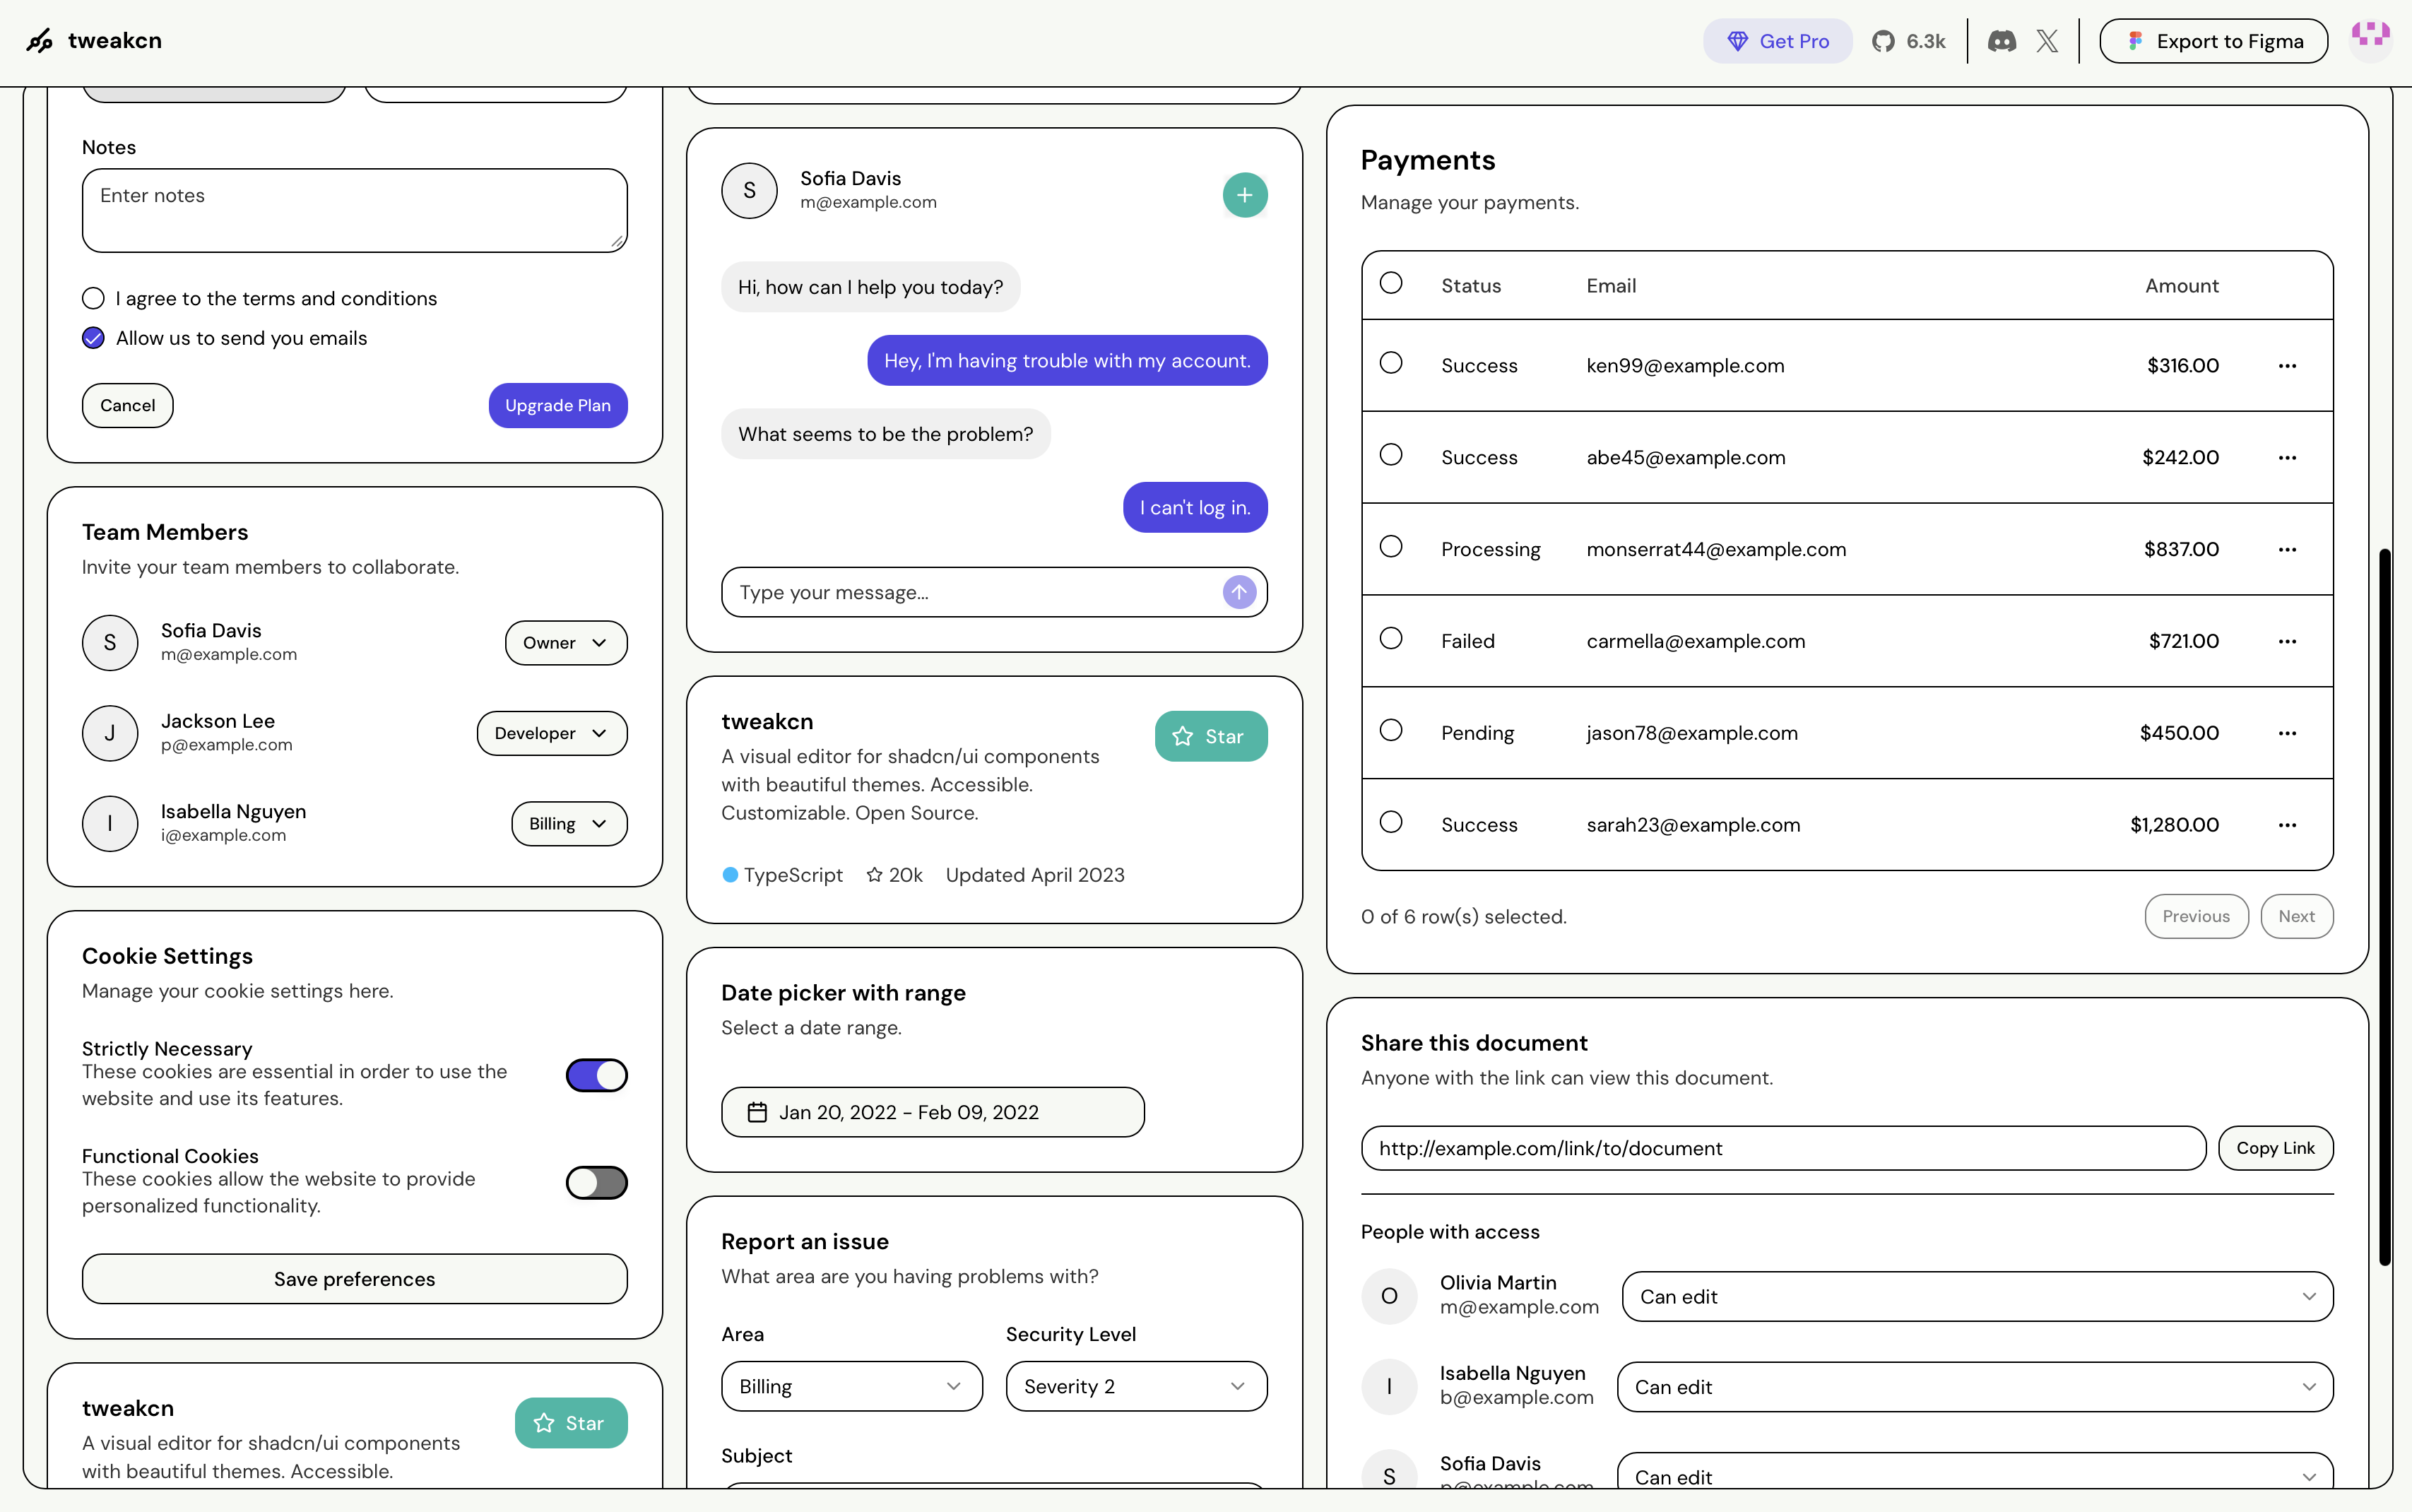 tweakcn
Get Pro
6.3k
Export to Figma
Notes
Enter notes
I agree to the terms and conditions
Allow us to send you emails
Cancel
Upgrade Plan
Team Members
Invite your team members to collaborate.
S
Sofia Davis
m@example.com
Owner
J
Jackson Lee
p@example.com
Developer
I
Isabella Nguyen
i@example.com
Billing
Cookie Settings
Manage your cookie settings here.
Strictly Necessary
These cookies are essential in order to use the
website and use its features.
Functional Cookies
These cookies allow the website to provide
personalized functionality.
Save preferences
tweakcn
Star
A visual editor for shadcn/ui components
with beautiful themes. Accessible.
S
Sofia Davis
m@example.com
Hi, how can I help you today?
Hey, I'm having trouble with my account.
What seems to be the problem?
I can't log in.
Type your message...
tweakcn
Star
A visual editor for shadcn/ui components
with beautiful themes. Accessible.
Customizable. Open Source.
TypeScript 20k Updated April 2023
Date picker with range
Select a date range.
Jan 20, 2022 - Feb 09, 2022
Report an issue
What area are you having problems with?
Area Security Level
Billing Severity 2
Subject
Payments
Manage your payments.
Status Email Amount
Success ken99@example.com $316.00
Success abe45@example.com $242.00
Processing monserrat44@example.com $837.00
Failed carmella@example.com $721.00
Pending jason78@example.com $450.00
Success sarah23@example.com $1,280.00
0 of 6 row(s) selected.
Previous Next
Share this document
Anyone with the link can view this document.
http://example.com/link/to/document
Copy Link
People with access
O
Olivia Martin
m@example.com
Can edit
I
Isabella Nguyen
b@example.com
Can edit
S
Sofia Davis
p@example.com
Can edit